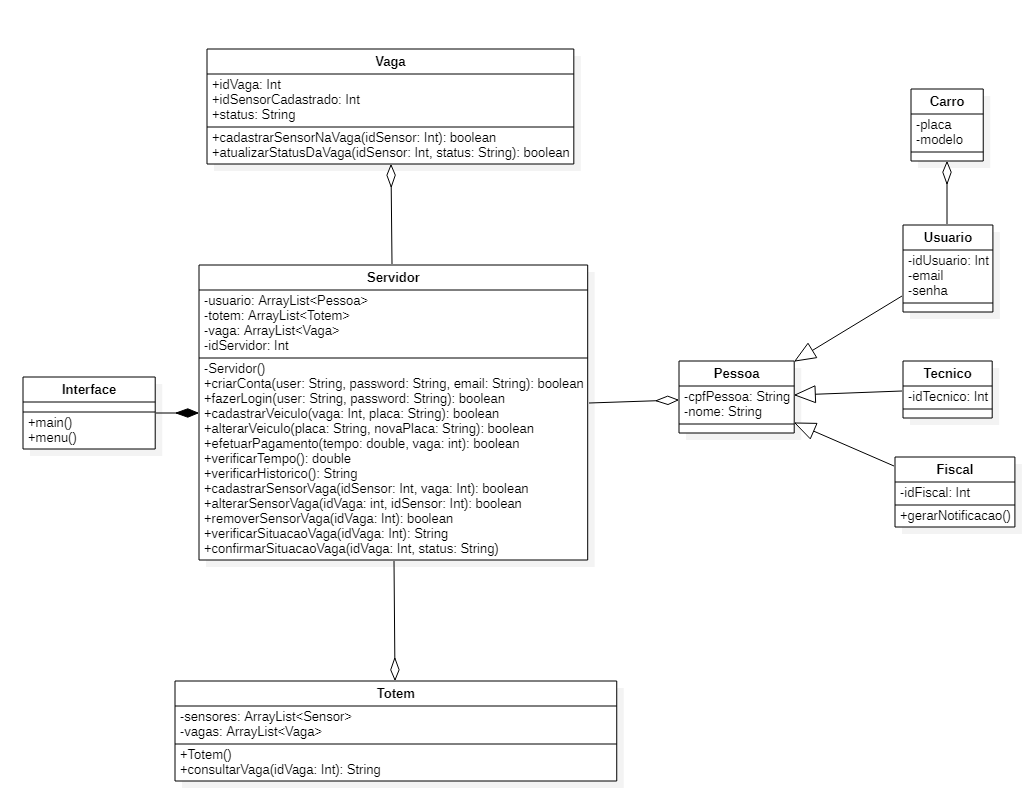 Vaga
+idVaga: Int
+idSensorCadastrado: Int
+status: String
+cadastrarSensorNaVaga(idSensor: Int): boolean
+atualizarStatusDaVaga(idSensor: Int, status: String): boolean
Carro
-placa
-modelo
Usuario
-idUsuario: Int
-email
-senha
Servidor
-usuario: ArrayList<Pessoa>
-totem: ArrayList<Totem>
-vaga: ArrayList<Vaga>
-idServidor: Int
-Servidor()
+criarConta(user: String, password: String, email: String): boolean
+fazerLogin(user: String, password: String): boolean
+cadastrarVeiculo(vaga: Int, placa: String): boolean
+alterarVeiculo(placa: String, novaPlaca: String): boolean
+efetuarPagamento(tempo: double, vaga: int): boolean
+verificarTempo(): double
+verificarHistorico(): String
+cadastrarSensorVaga(idSensor: Int, vaga: Int): boolean
+alterarSensorVaga(idVaga: int, idSensor: Int): boolean
+removerSensorVaga(idVaga: Int): boolean
+verificarSituacaoVaga(idVaga: Int): String
+confirmarSituacaoVaga(idVaga: Int, status: String)
Interface
+main()
+menu()
Pessoa
-cpfPessoa: String
-nome: String
Tecnico
-idTecnico: Int
Fiscal
-idFiscal: Int
+gerarNotificacao()
Totem
-sensores: ArrayList<Sensor>
-vagas: ArrayList<Vaga>
+Totem()
+consultarVaga(idVaga: Int): String